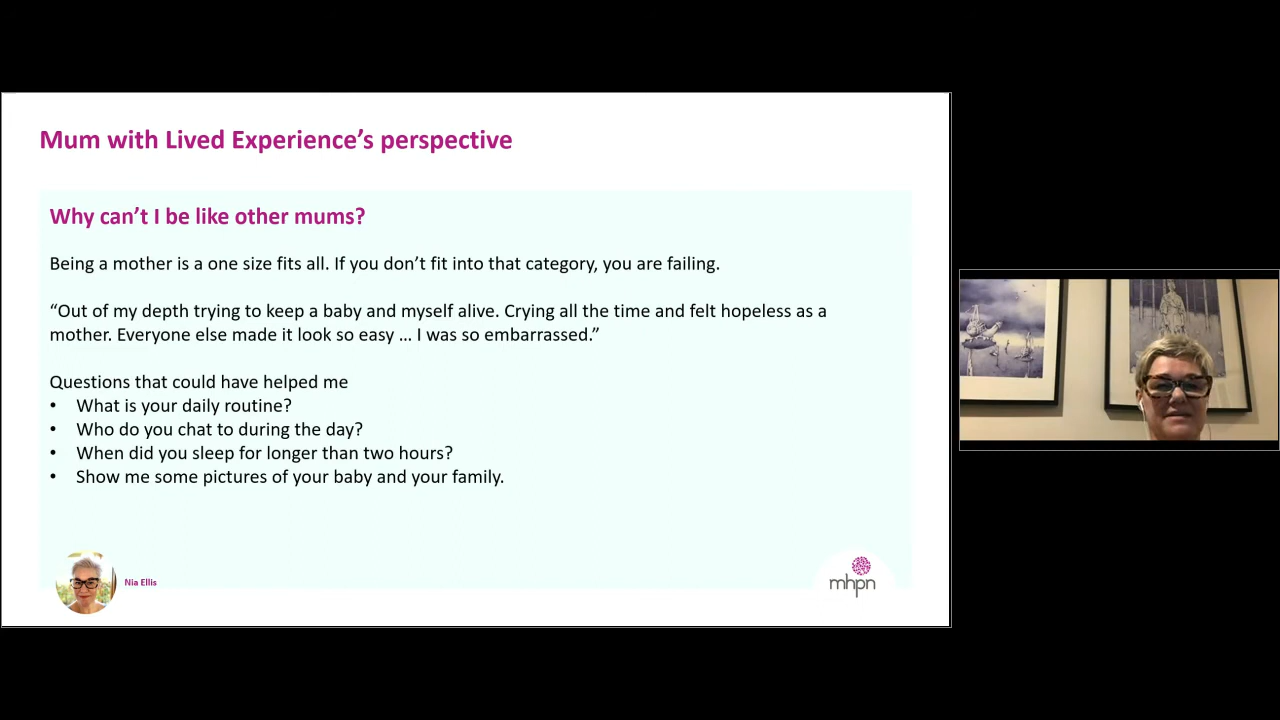 Mum with Lived Experience’s perspective
Why can’t I be like other mums?
Being a mother is a one size fits all. If you don’t fit into that category, you are failing.
“Out of my depth trying to keep a baby and myself alive. Crying all the time and felt hopeless as a
mother. Everyone else made it look so easy ... I was so embarrassed.”
Questions that could have helped me
• What is your daily routine?
• Who do you chat to during the day?
• When did you sleep for longer than two hours?
• Show me some pictures of your baby and your family.
Nia Ellis
mhpn